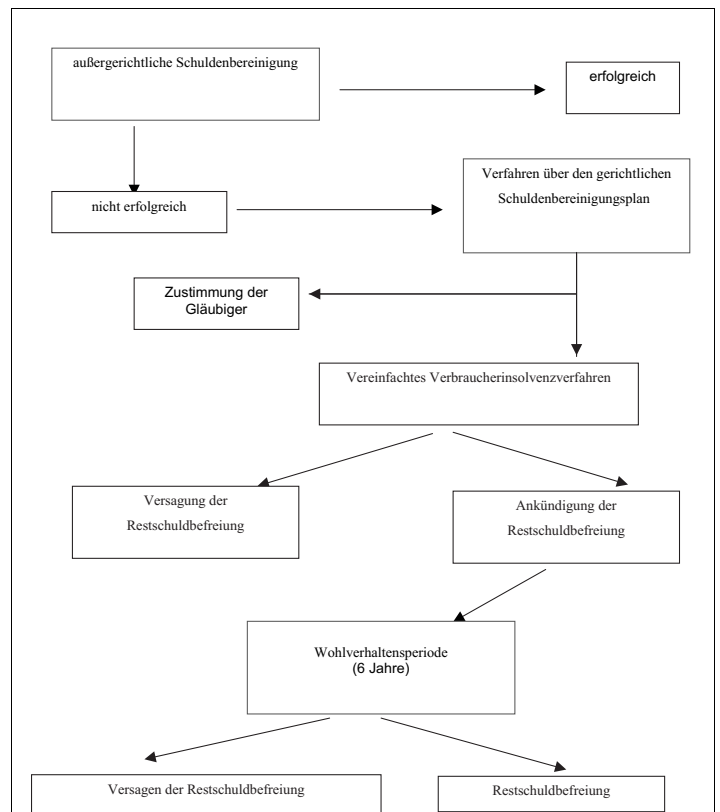 außergerichtliche Schuldenbereinigung
erfolgreich
Verfahren über den gerichtlichen
Schuldenbereinigungsplan
nicht erfolgreich
Zustimmung der
Gläubiger
Vereinfachtes Verbraucherinsolvenzverfahren
Versagung der
Restschuldbefreiung
Ankündigung der
Restschuldbefreiung
Wohlverhaltensperiode
(6 Jahre)
Versagen der Restschuldbefreiung
Restschuldbefreiung